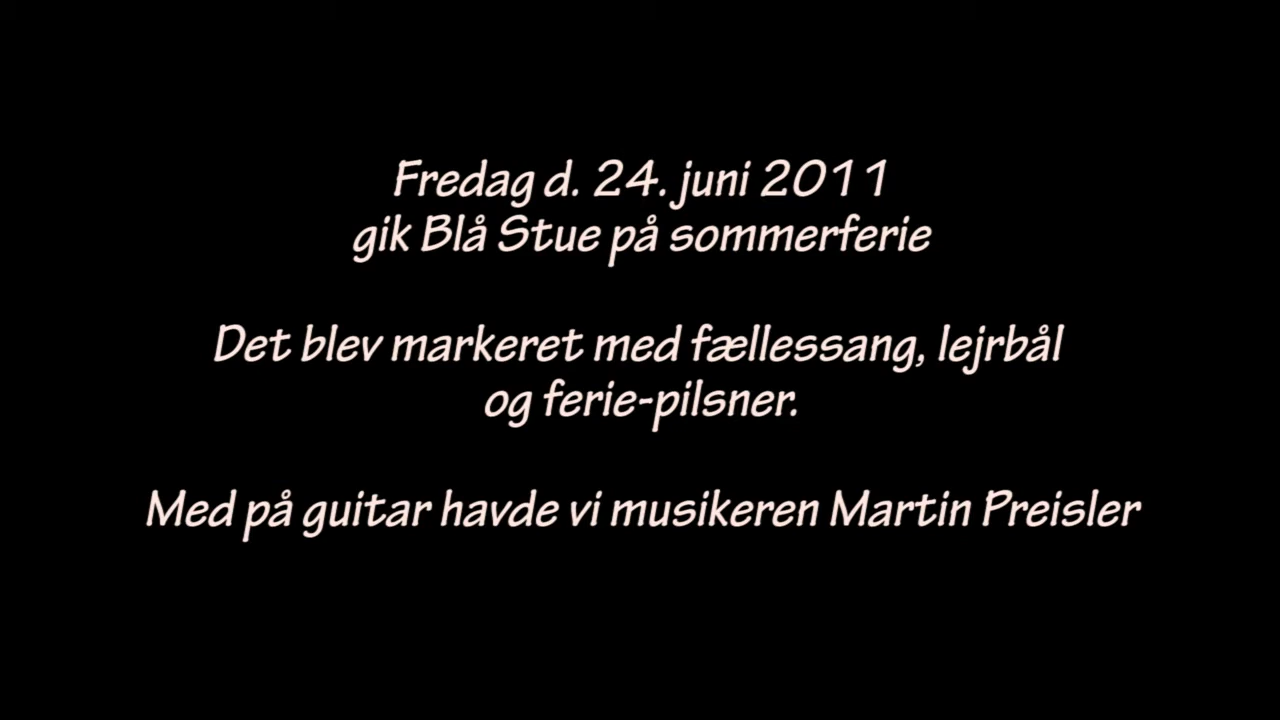 Fredag d. 24. juni 2011
gik Blå Stue på sommerferie
Det blev markeret med fællessang, lejrbål
og ferie-pilsner.
Med på guitar havde vi musikeren Martin Preisler